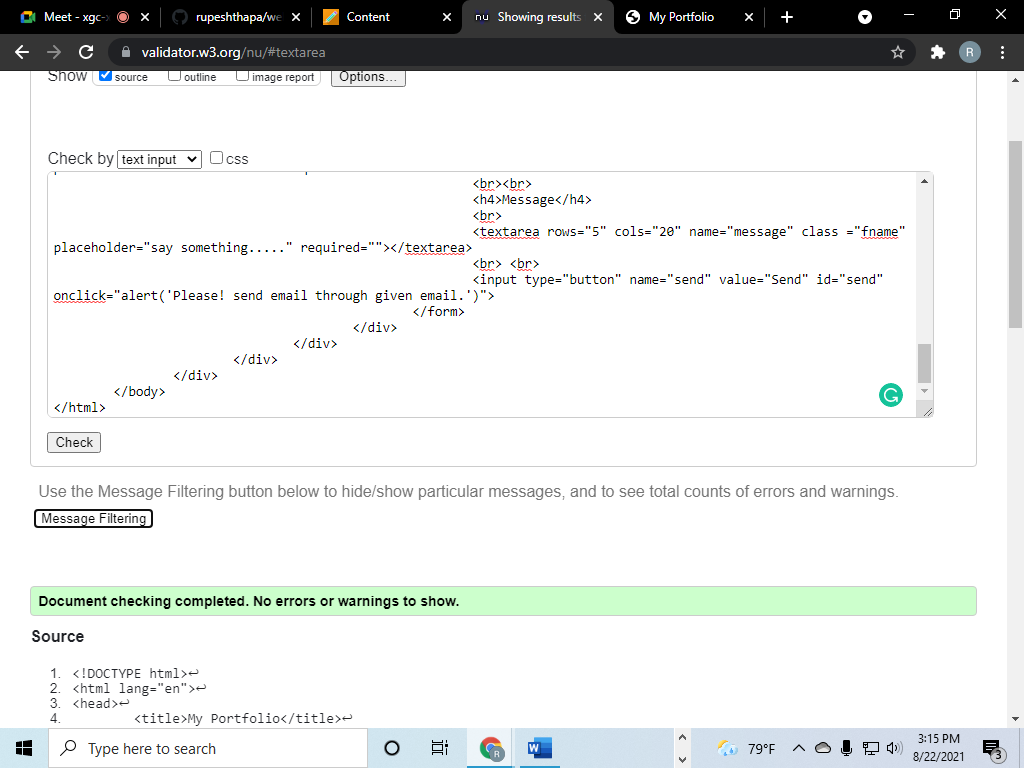 Meet - xgc-
rupeshthapa/we
Content
nu Showing results
My Portfolio
validator.w3.org/nu/#textarea
R
Show source outline image report Options...
Check by text input css
<br><br>
<h4>Message</h4>
<br>
<textarea rows="5" cols="20" name="message" class ="fname"
placeholder="say something....." required=""></textarea>
<br> <br>
<input type="button" name="send" value="Send" id="send"
onclick="alert('Please! send email through given email.')">
</form>
</div>
</div>
</div>
</div>
</body>
</html>
Check
Use the Message Filtering button below to hide/show particular messages, and to see total counts of errors and warnings.
Message Filtering
Document checking completed. No errors or warnings to show.
Source
1. <!DOCTYPE html>↩
2. <html lang="en">↩
3. <head>↩
4. <title>My Portfolio</title>↩
Type here to search
R
W
79°F
3:15 PM
8/22/2021
3